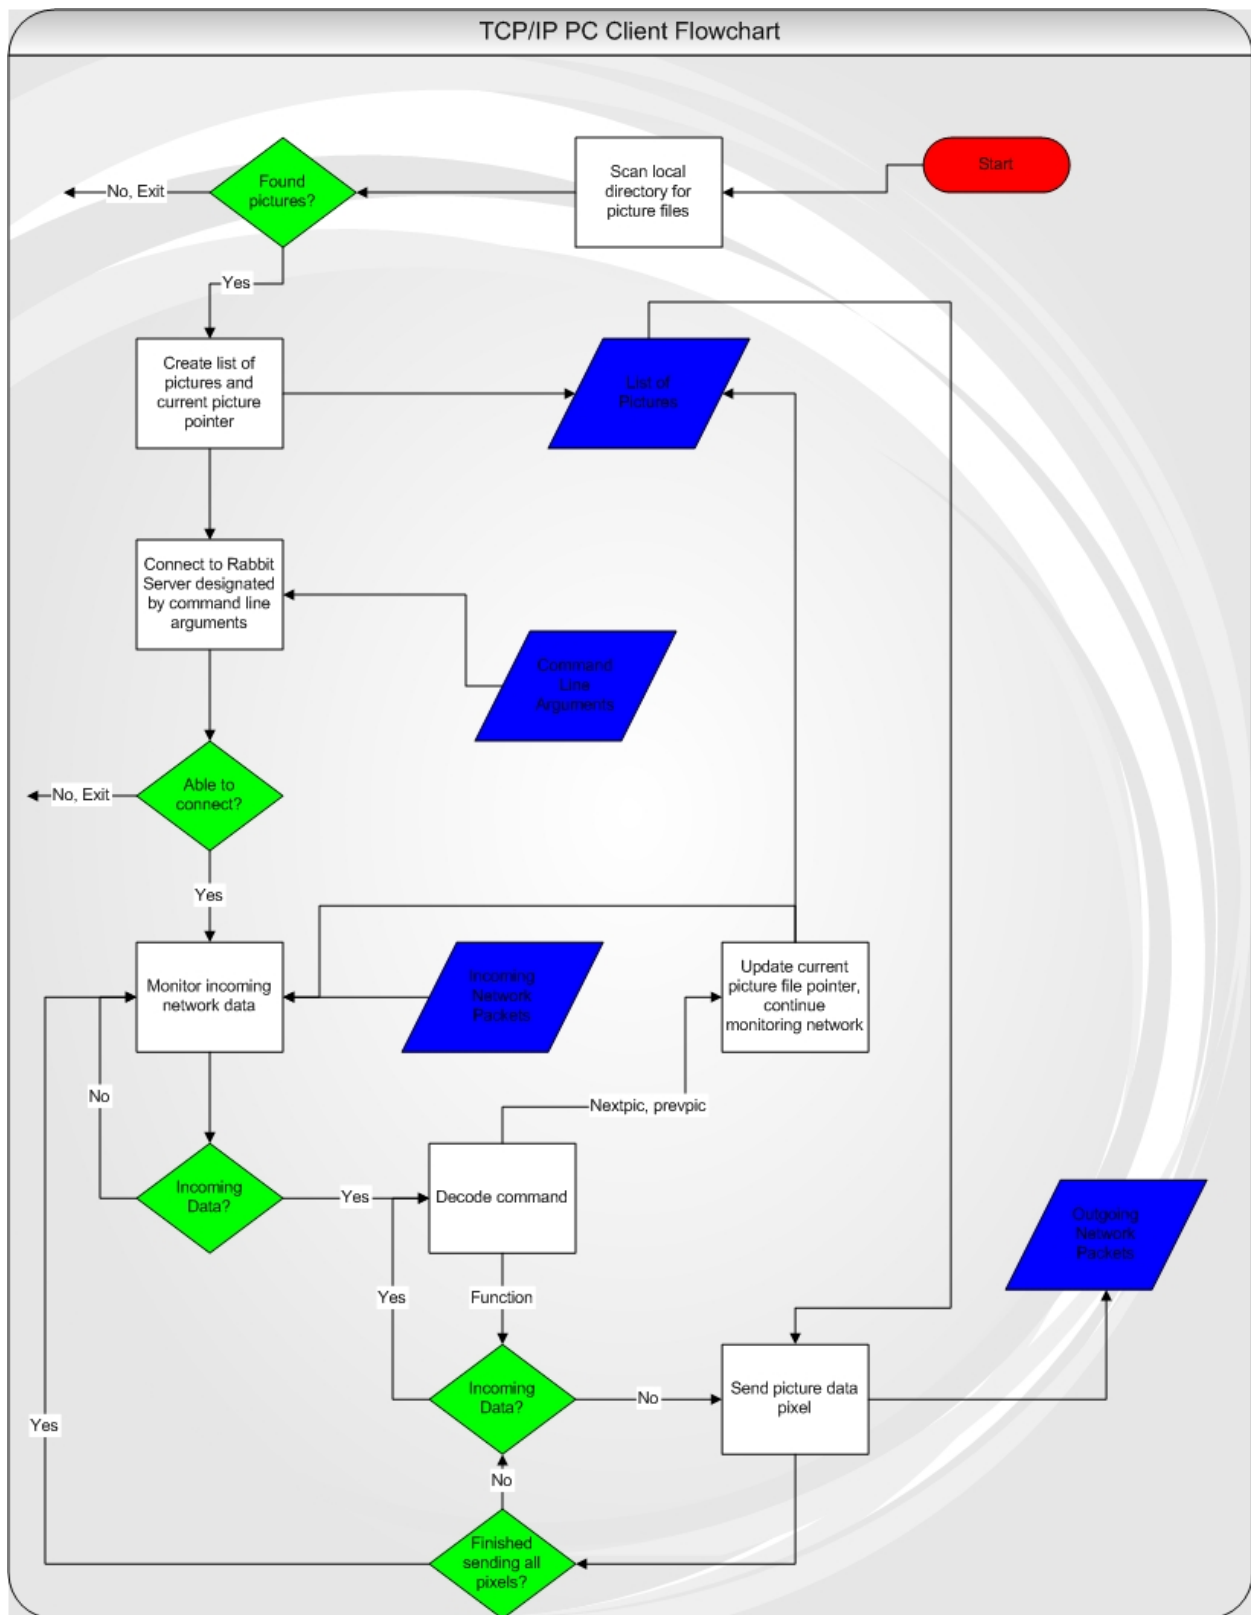 TCP/IP PC Client Flowchart
Start
Scan local
directory for
picture files
Found
pictures?
No, Exit
Yes
Create list of
pictures and
current picture
pointer
List of
Pictures
Connect to Rabbit
Server designated
by command line
arguments
Command
Line
Arguments
Able to
connect?
No, Exit
Yes
Monitor incoming
network data
Incoming
Network
Packets
Update current
picture file pointer,
continue
monitoring network
No
Nextpic, prevpic
Incoming
Data?
Yes
Decode command
Outgoing
Network
Packets
Yes
Function
Incoming
Data?
No
Send picture data
pixel
Yes
No
Finished
sending all
pixels?